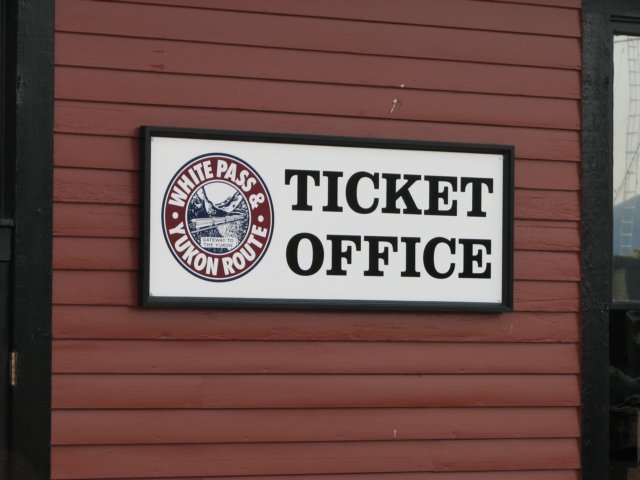 WHITE PASS &
YUKON ROUTE
GATEWAY TO
THE YUKON
TICKET
OFFICE